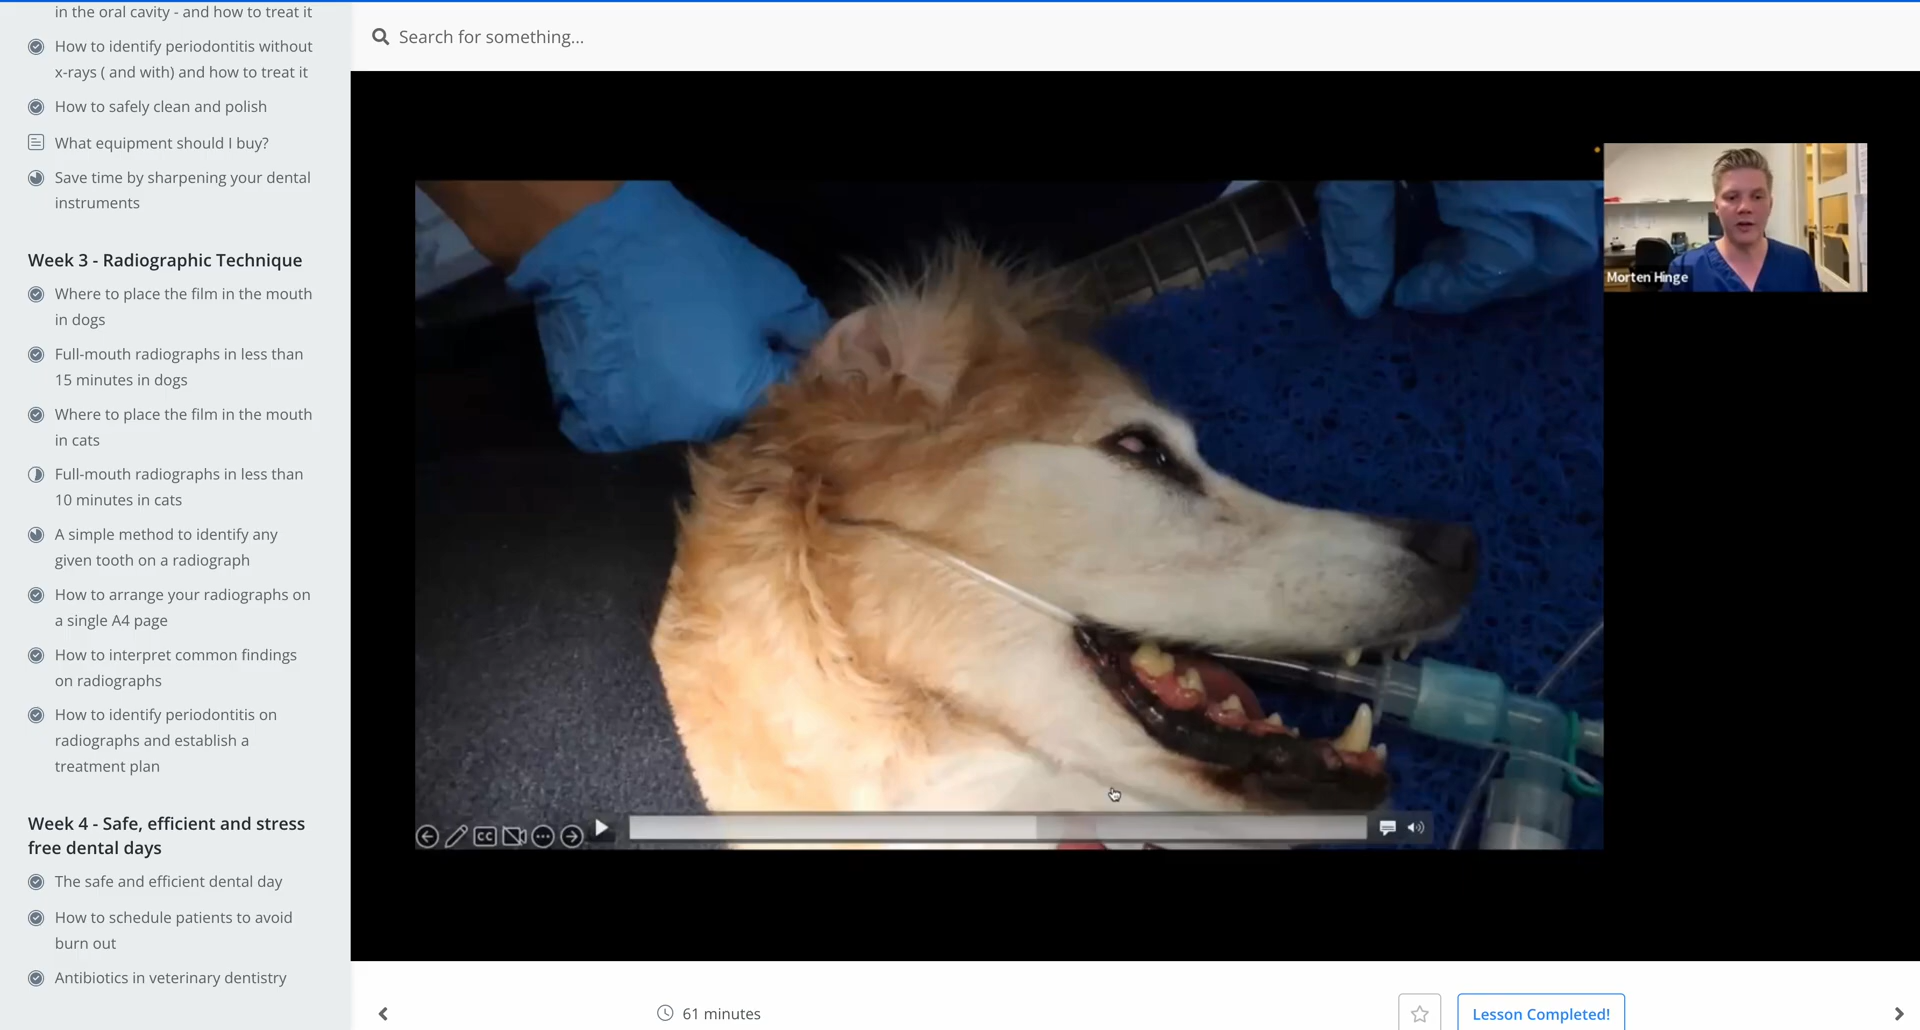 in the oral cavity - and how to treat it
How to identify periodontitis without
x-rays ( and with) and how to treat it
How to safely clean and polish
What equipment should I buy?
Save time by sharpening your dental
instruments
Week 3 - Radiographic Technique
Where to place the film in the mouth
in dogs
Full-mouth radiographs in less than
15 minutes in dogs
Where to place the film in the mouth
in cats
Full-mouth radiographs in less than
10 minutes in cats
A simple method to identify any
given tooth on a radiograph
How to arrange your radiographs on
a single A4 page
How to interpret common findings
on radiographs
How to identify periodontitis on
radiographs and establish a
treatment plan
Week 4 - Safe, efficient and stress
free dental days
The safe and efficient dental day
How to schedule patients to avoid
burn out
Antibiotics in veterinary dentistry
Search for something...
Morten Hinge
CC
61 minutes
Lesson Completed!